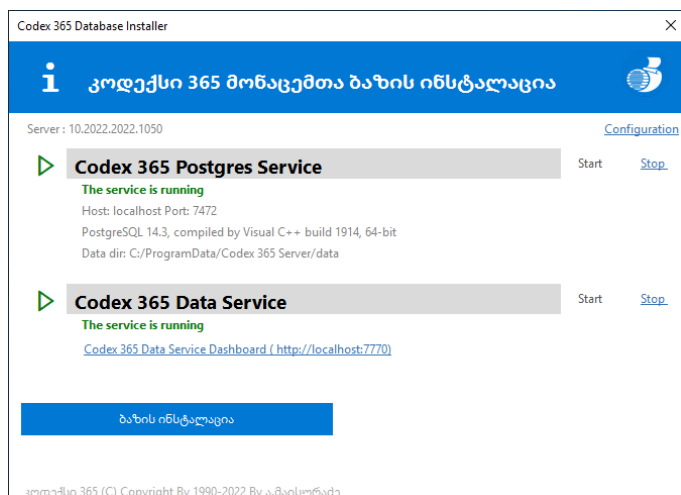 Codex 365 Database Installer
i კოდექსი 365 მონაცემთა ბაზის ინსტალაცია
Server : 10.2022.2022.1050 Configuration
Codex 365 Postgres Service Start Stop
The service is running
Host: localhost Port: 7472
PostgreSQL 14.3, compiled by Visual C++ build 1914, 64-bit
Data dir: C:/ProgramData/Codex 365 Server/data
Codex 365 Data Service Start Stop
The service is running
Codex 365 Data Service Dashboard ( http://localhost:7770)
ბაზის ინსტალაცია
კოდექსი 365 (C) Copyright By 1990-2022 By ა.მაისურაძე